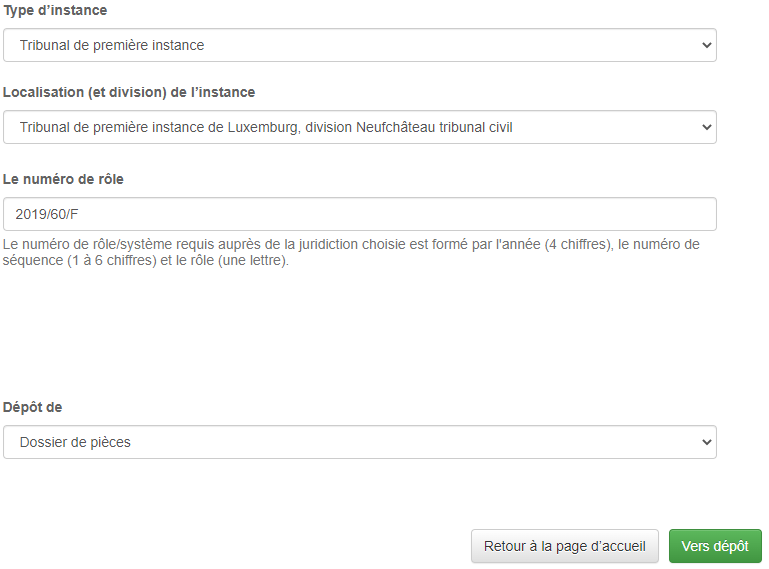 Type d’instance
Tribunal de première instance
Localisation (et division) de l’instance
Tribunal de première instance de Luxemburg, division Neufchâteau tribunal civil
Le numéro de rôle
2019/60/F
Le numéro de rôle/système requis auprès de la juridiction choisie est formé par l'année (4 chiffres), le numéro de
séquence (1 à 6 chiffres) et le rôle (une lettre).
Dépôt de
Dossier de pièces
Retour à la page d’accueil Vers dépôt